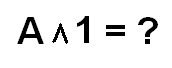 A ∧ 1 = ?